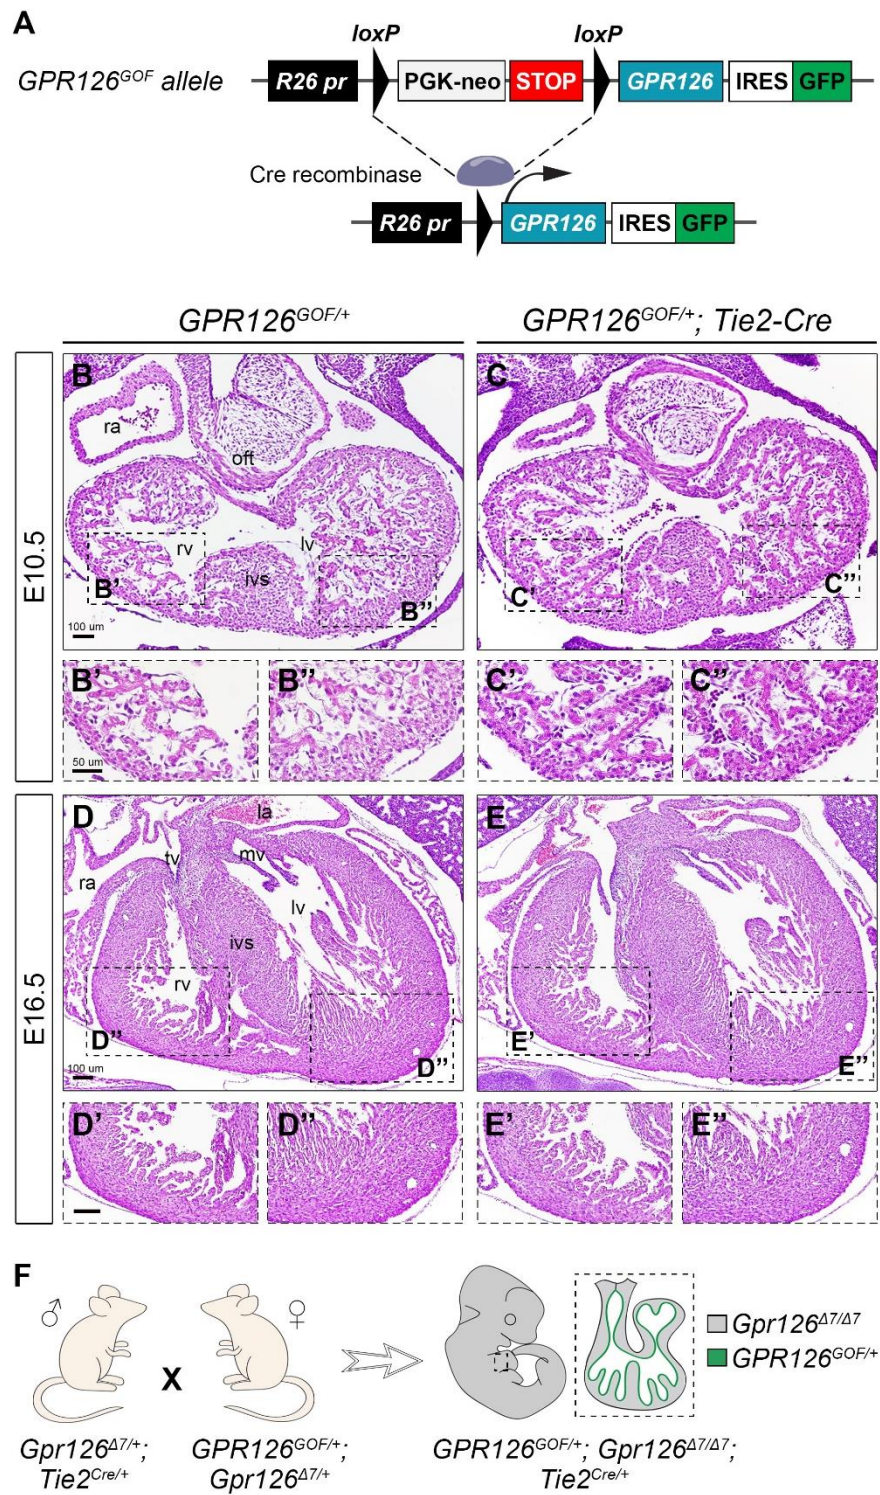 A
loxP loxP
GPR126GOF allele R26 pr PGK-neo STOP GPR126 IRES GFP
Cre recombinase
R26 pr GPR126 IRES GFP
GPR126GOF/+ GPR126GOF/+; Tie2-Cre
E10.5
B C
ra
oft
rv lv
ivs
B’ B” C’ C”
100 um
B’ B” C’ C”
50 um
E16.5
D E
la
tv mv
ra
lv
ivs
rv
D” D” E’ E”
100 um
D’ D” E’ E”
F
♂ ♀
X
Gpr126Δ7/Δ7
GPR126GOF/+
Gpr126Δ7/+; GPR126GOF/+; GPR126GOF/+; Gpr126Δ7/Δ7;
Tie2Cre/+ Gpr126Δ7/+ Tie2Cre/+